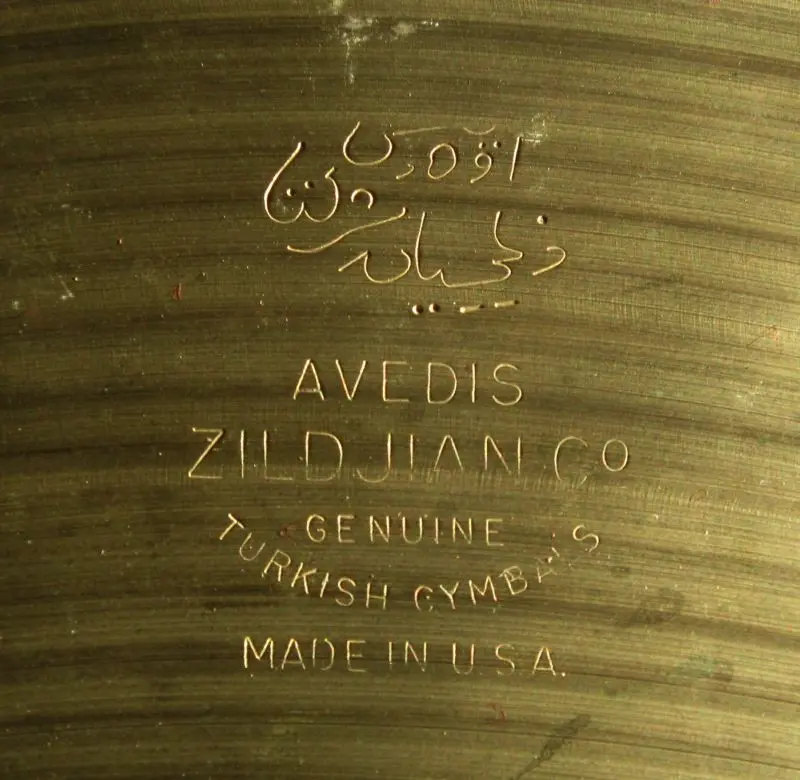 AVEDIS
ZILDJIAN CO
GENUINE
TURKISH CYMBALS
MADE IN U.S.A.